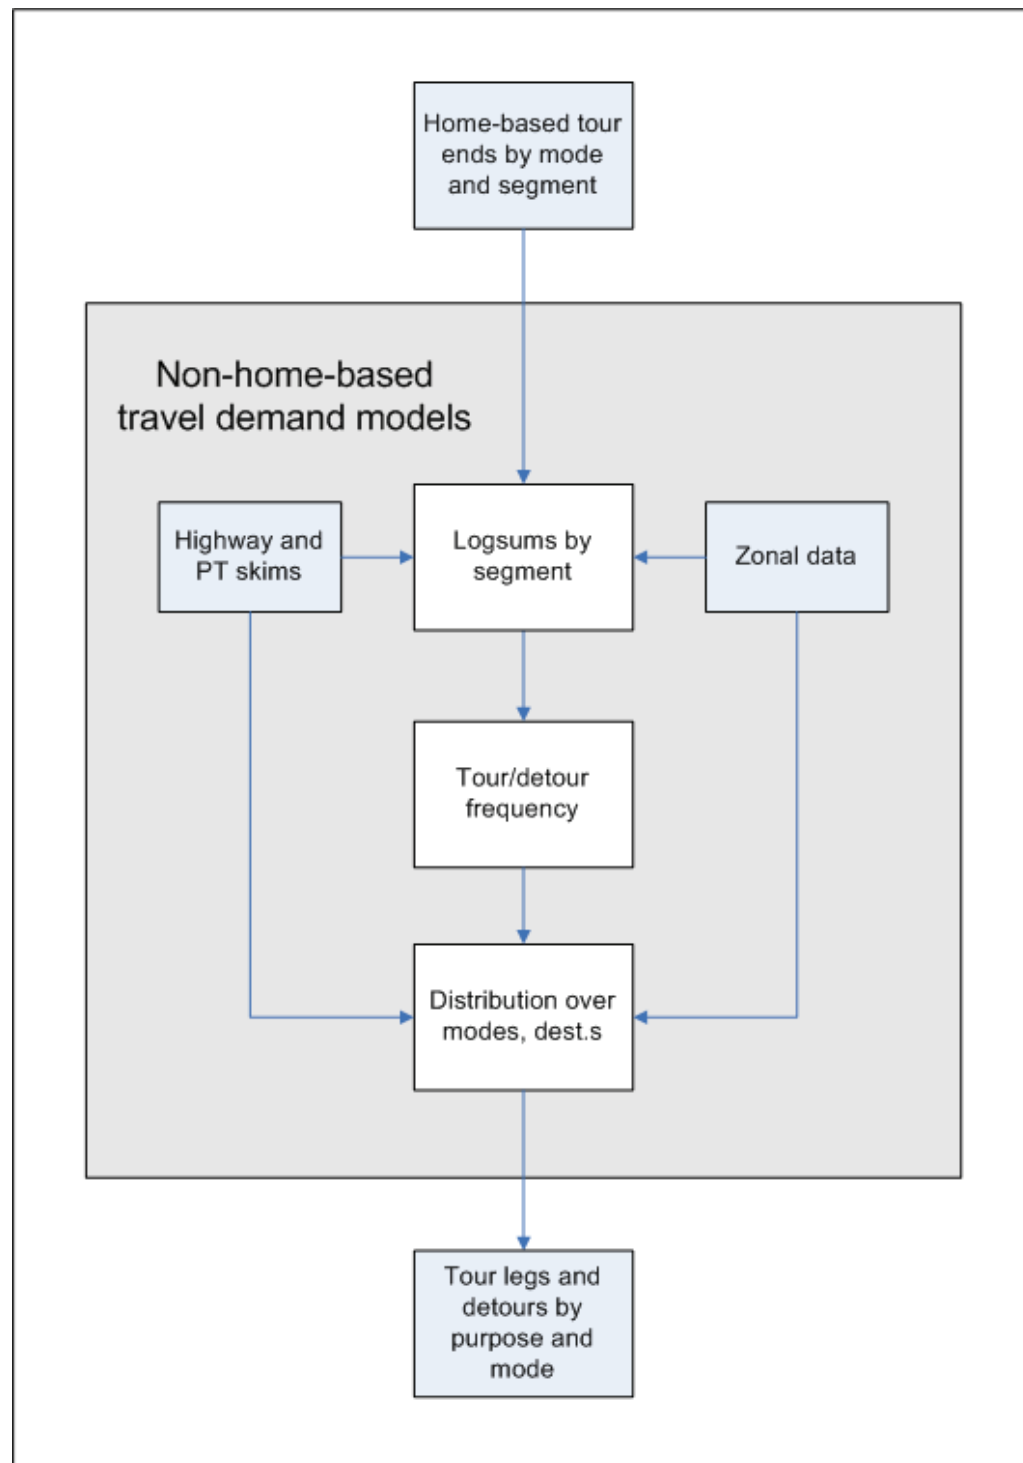 Home-based tour
ends by mode
and segment
Non-home-based
travel demand models
Highway and
PT skims
Logsums by
segment
Zonal data
Tour/detour
frequency
Distribution over
modes, dest.s
Tour legs and
detours by
purpose and
mode